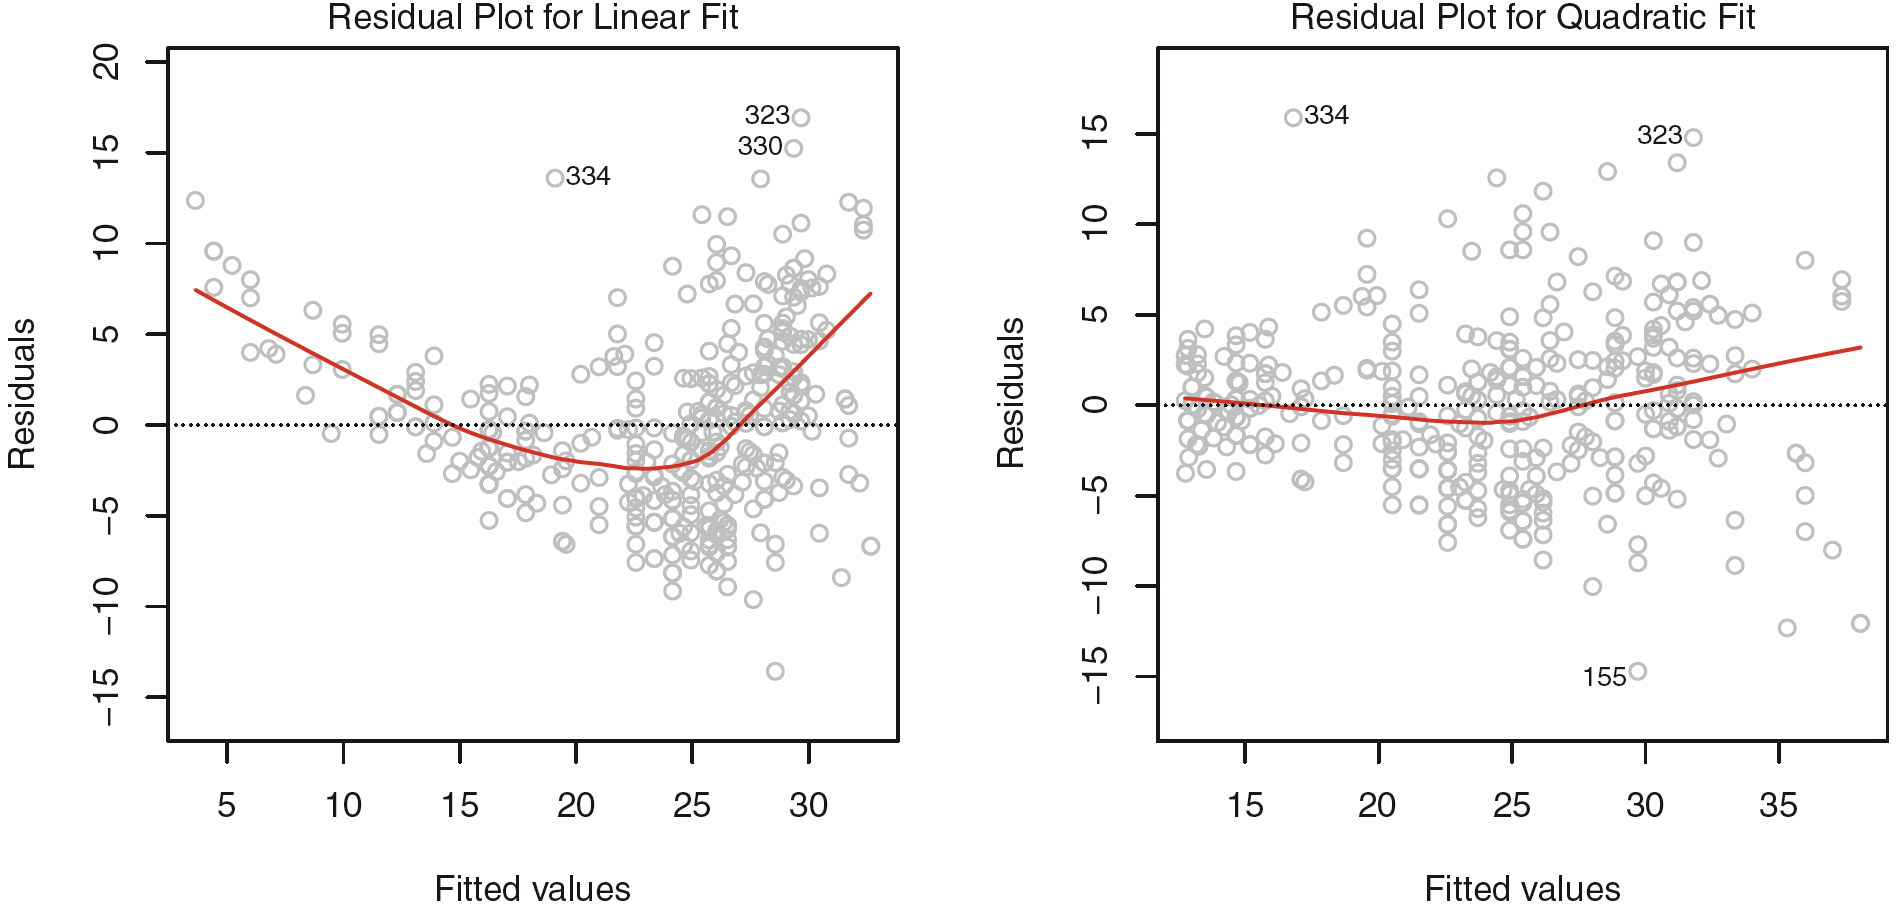 Residual Plot for Linear Fit
Residuals
20
15
10
5
0
−5
−10
−15
323
330
334
5 10 15 20 25 30
Fitted values
Residual Plot for Quadratic Fit
Residuals
15
10
5
0
−5
−10
−15
334
323
155
15 20 25 30 35
Fitted values